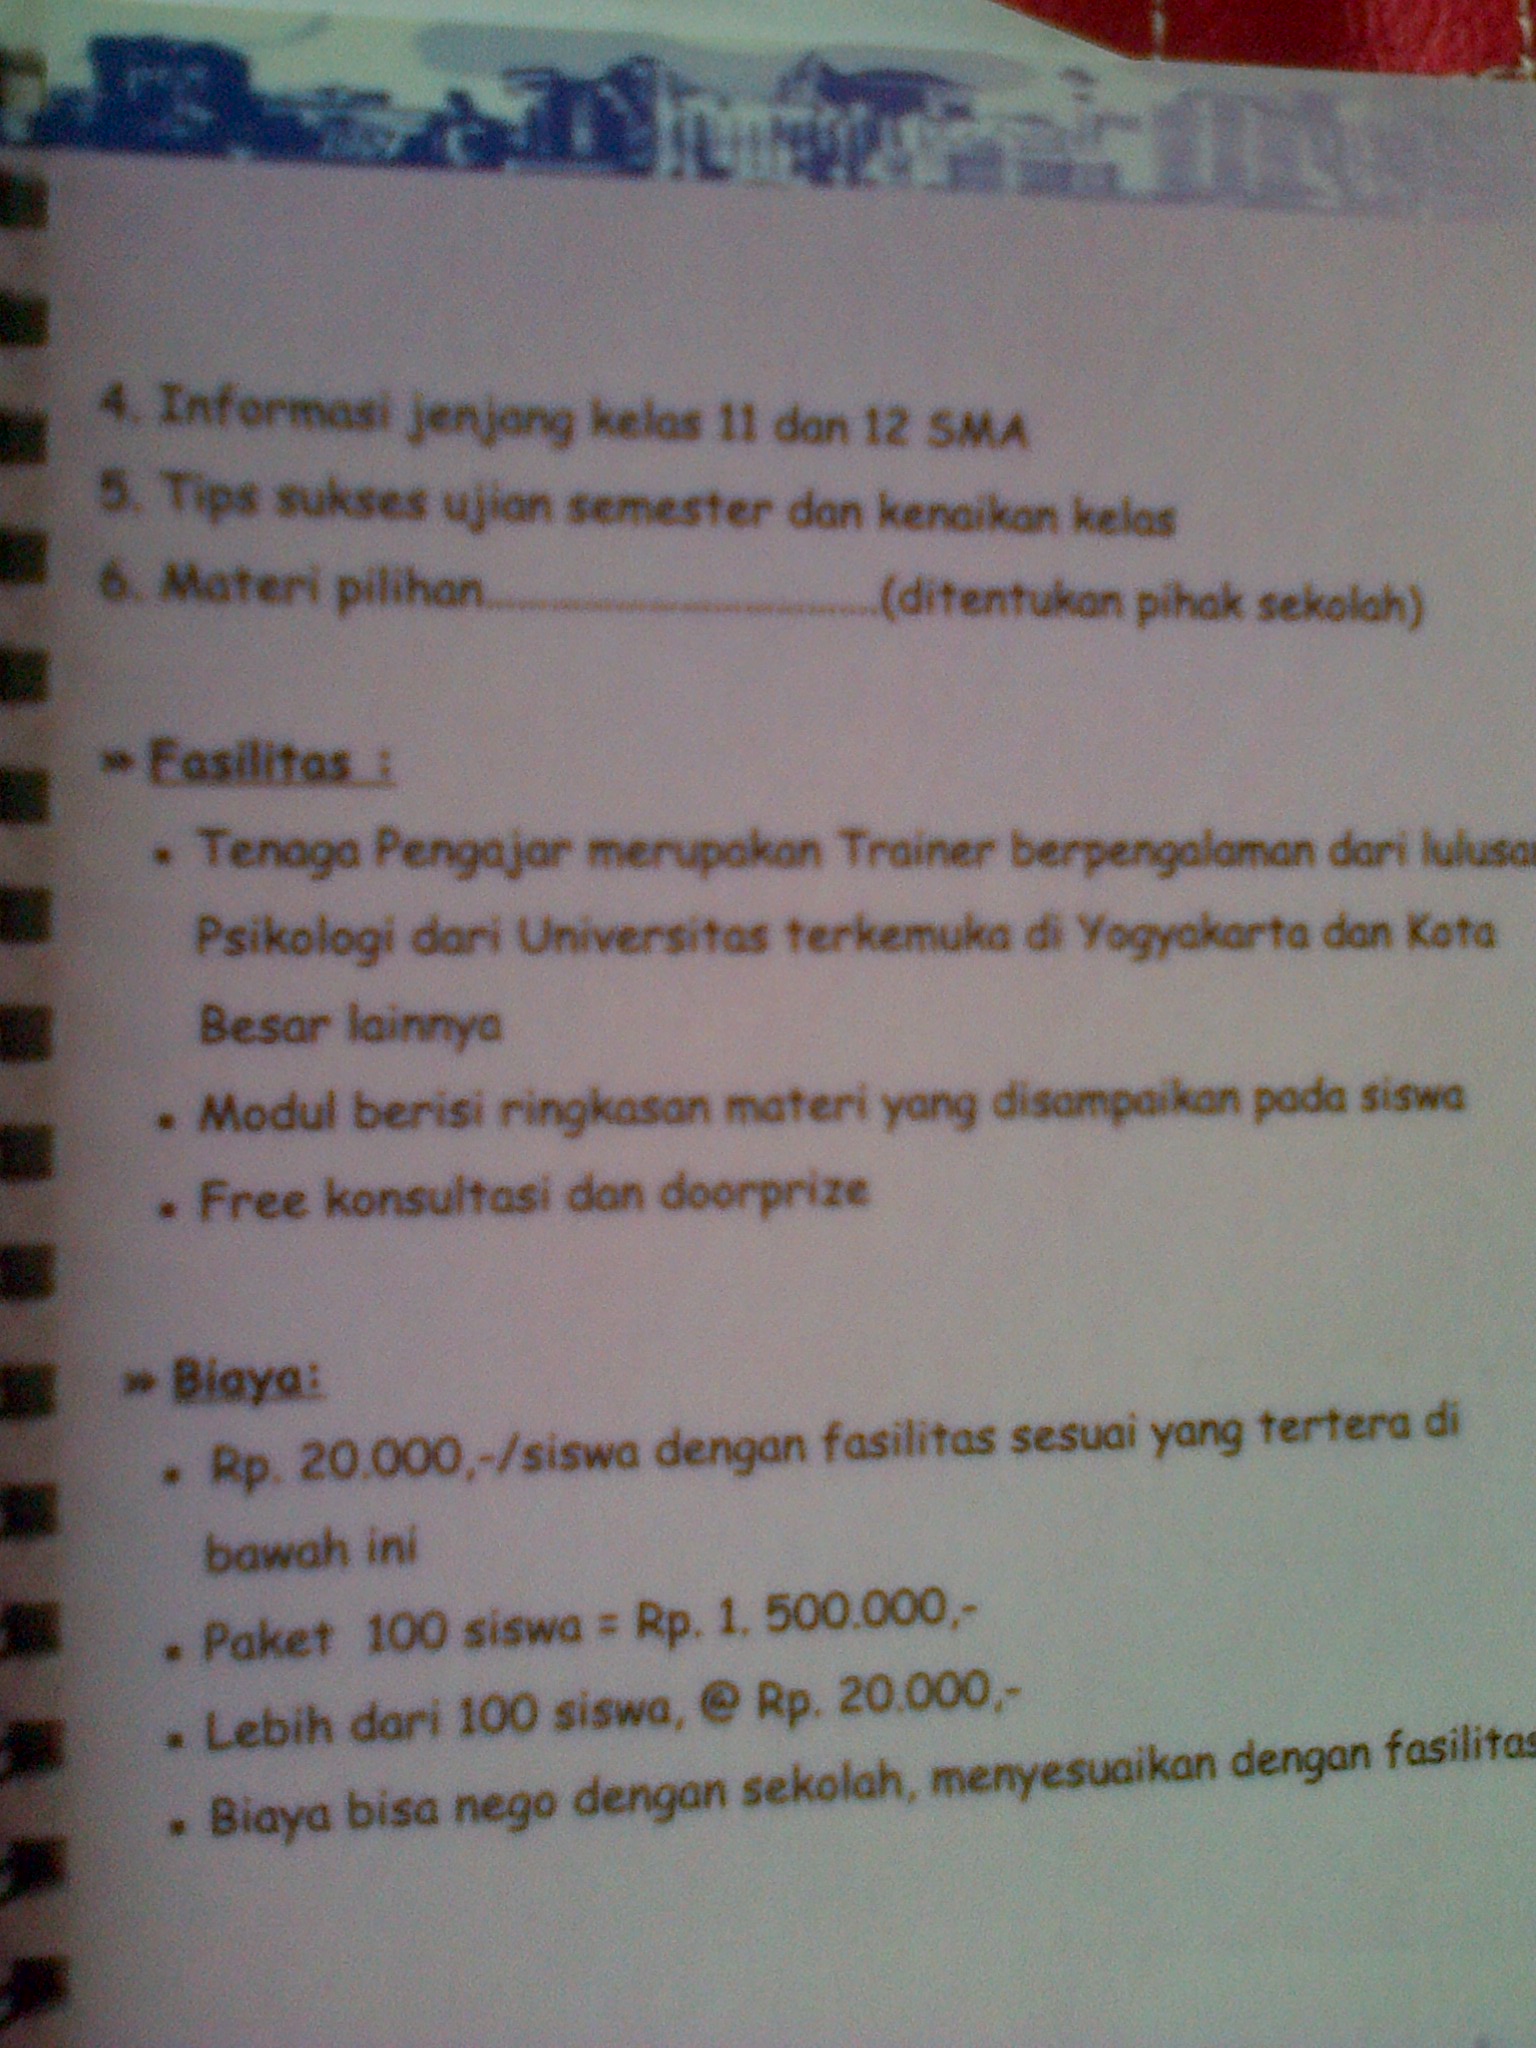 4. Informasi jenjang kelas 11 dan 12 SMA
5. Tips sukses ujian semester dan kenaikan kelas
6. Materi pilihan..............................(ditentukan pihak sekolah)
» Fasilitas :
• Tenaga Pengajar merupakan Trainer berpengalaman dari lulusan
Psikologi dari Universitas terkemuka di Yogyakarta dan Kota
Besar lainnya
• Modul berisi ringkasan materi yang disampaikan pada siswa
• Free konsultasi dan doorprize
» Biaya:
• Rp. 20.000,-/siswa dengan fasilitas sesuai yang tertera di
bawah ini
• Paket 100 siswa = Rp. 1. 500.000,-
• Lebih dari 100 siswa, @ Rp. 20.000,-
• Biaya bisa nego dengan sekolah, menyesuaikan dengan fasilitas